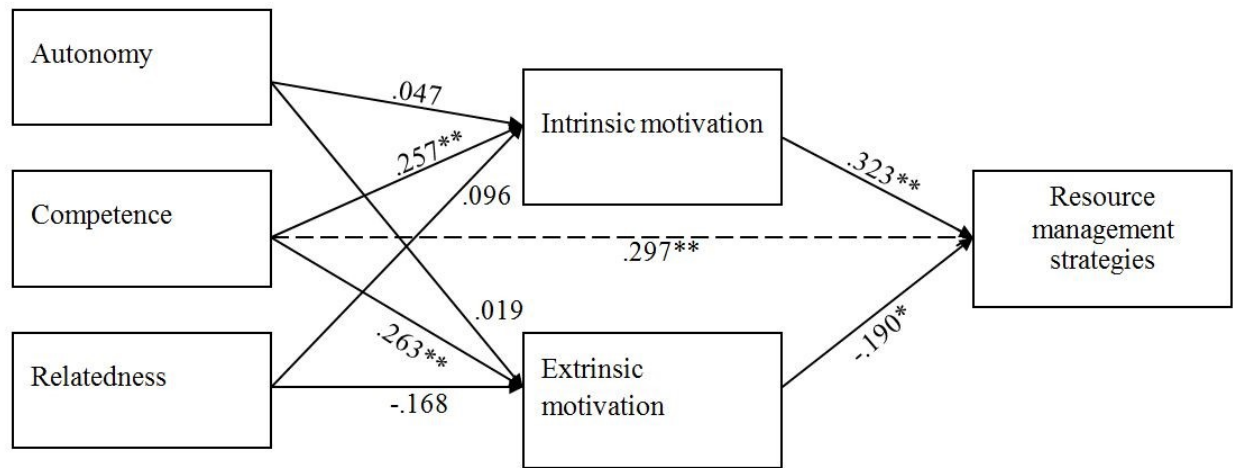 Autonomy
.047
Intrinsic motivation
.257**
.323**
Competence
.096
Resource
management
strategies
.297**
.019
.263**
-.190*
Relatedness
-.168
Extrinsic
motivation